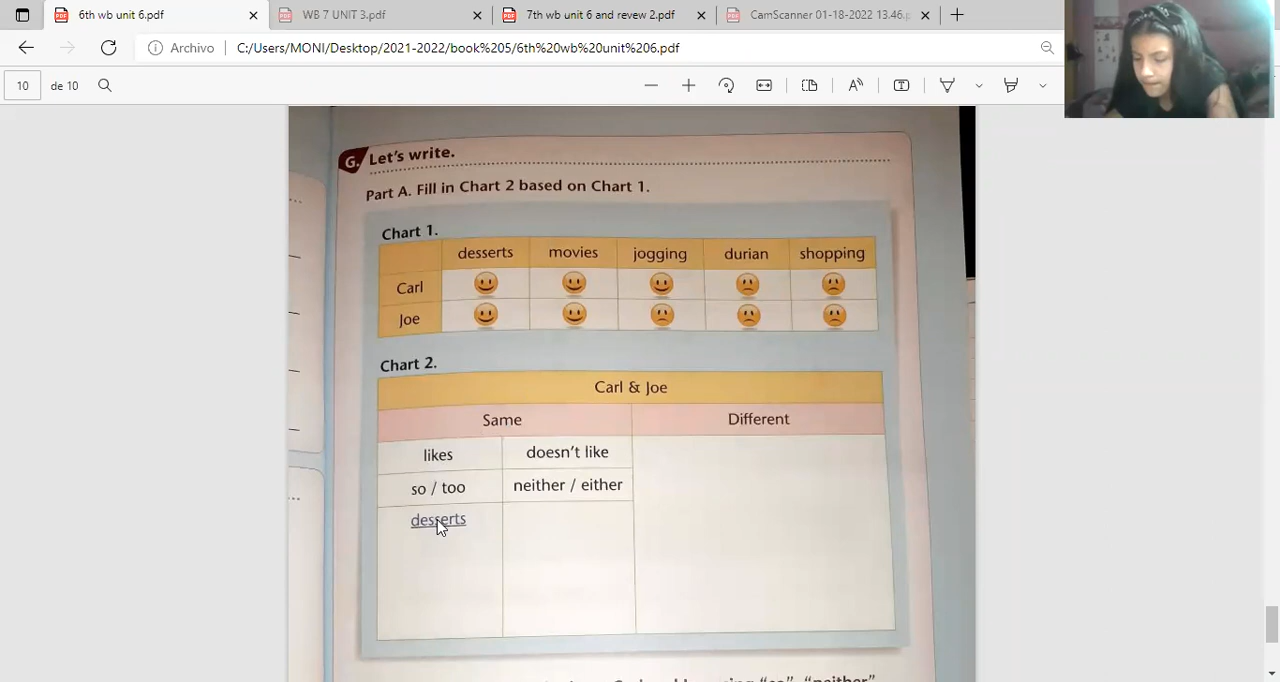 6th wb unit 6.pdf
WB 7 UNIT 3.pdf
7th wb unit 6 and revew 2.pdf
CamScanner 01-18-2022 13.46.p
Archivo
C:/Users/MONI/Desktop/2021-2022/book%205/6th%20wb%20unit%206.pdf
10 de 10
G. Let's write.
Part A. Fill in Chart 2 based on Chart 1.
Chart 1.
desserts movies jogging durian shopping
Carl
Joe
Chart 2.
Carl & Joe
Same Different
likes doesn't like
so / too neither / either
desserts